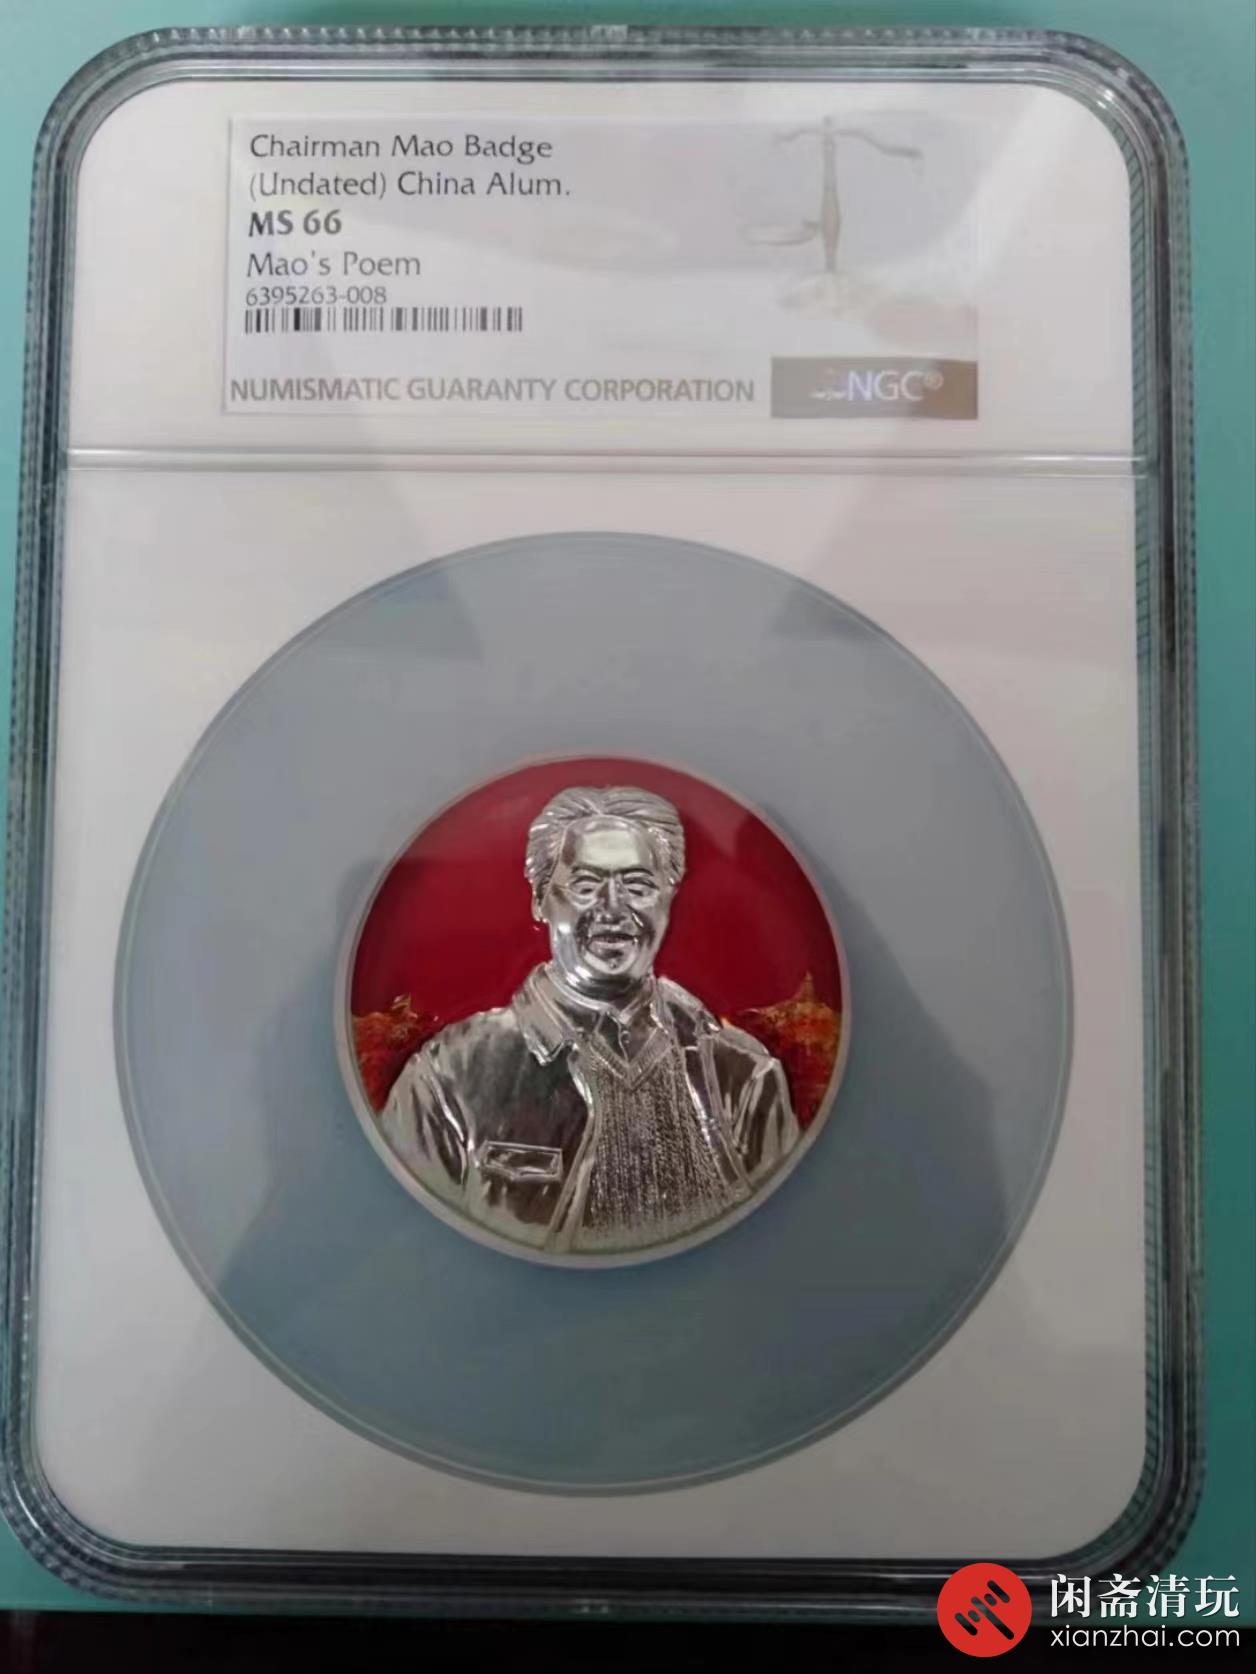 Chairman Mao Badge
(Undated) China Alum.
MS 66
Mao's Poem
6395263-008
NUMISMATIC GUARANTY CORPORATION
NGC®
闲斋清玩
xianzhai.com